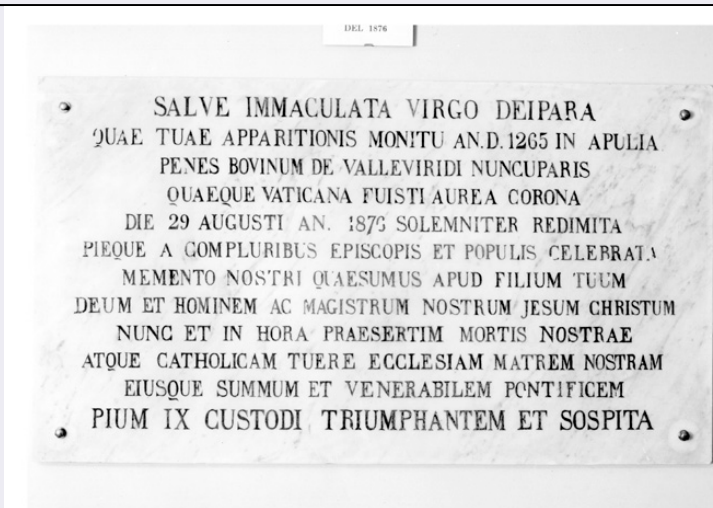 DEL 1876
SALVE IMMACULATA VIRGO DEIPARA
QUAE TUAE APPARITIONIS MONITU AN.D.1265 IN APULIA
PENES BOVINUM DE VALLEVIRIDI NUNCUPARIS
QUAEQUE VATICANA FUISTI AUREA CORONA
DIE 29 AUGUSTI AN. 1876 SOLEMNITER REDIMITA
PIEQUE A COMPLURIBUS EPISCOPIS ET POPULIS CELEBRATA
MEMENTO NOSTRI QUAESUMUS APUD FILIUM TUUM
DEUM ET HOMINEM AC MAGISTRUM NOSTRUM JESUM CHRISTUM
NUNC ET IN HORA PRAESERTIM MORTIS NOSTRAE
ATQUE CATHOLICAM TUERE ECCLESIAM MATREM NOSTRAM
EIUSQUE SUMMUM ET VENERABILEM PONTIFICEM
PIUM IX CUSTODI TRIUMPHANTEM ET SOSPITA